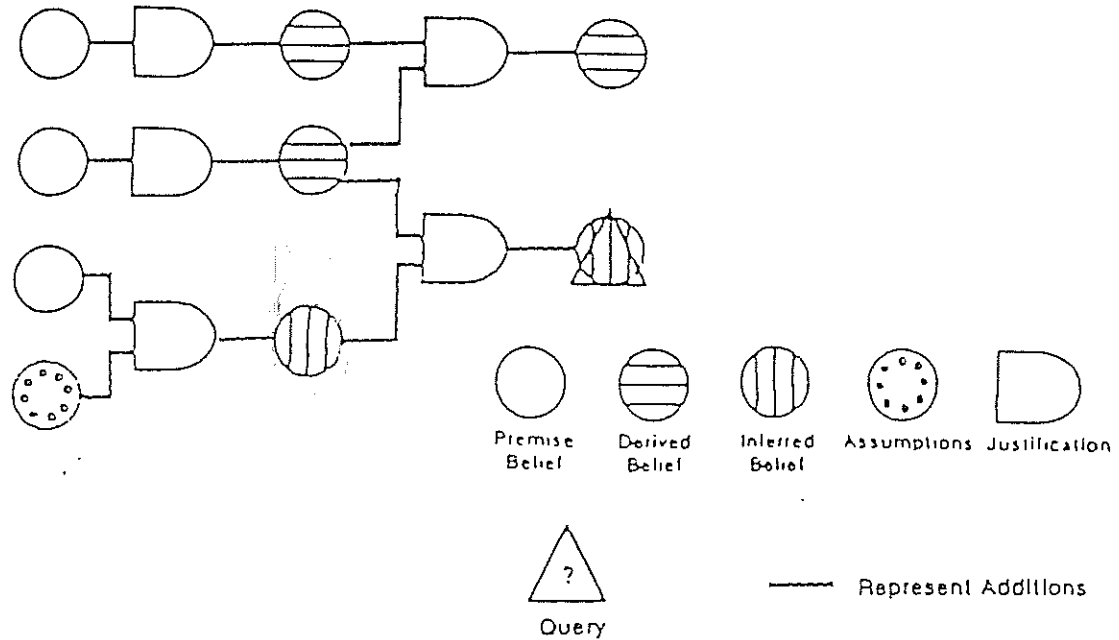 Premise
Belief
Derived
Belief
Inferred
Belief
Assumptions
Justification
?
Query
Represent Additions